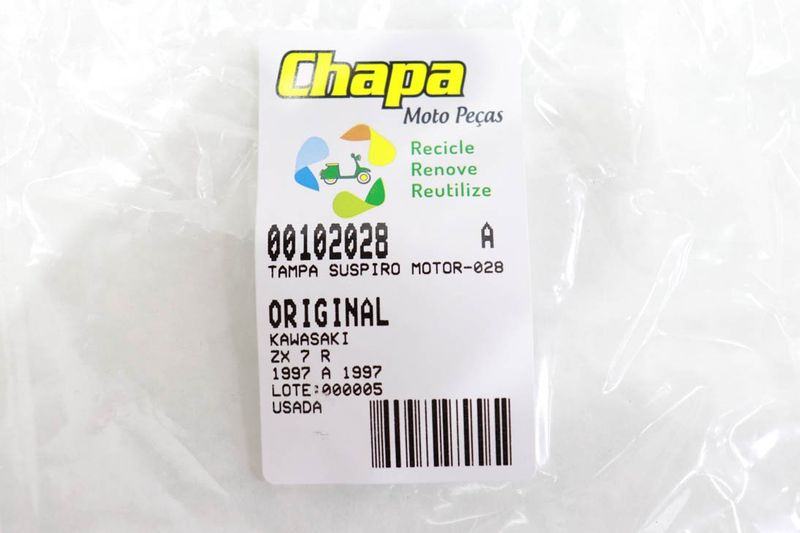 Chapa
Moto Peças
Recicle
Renove
Reutilize
00102028 A
TAMPA SUSPIRO MOTOR-028
ORIGINAL
KAWASAKI
ZX 7 R
1997 A 1997
LOTE:000005
USADA